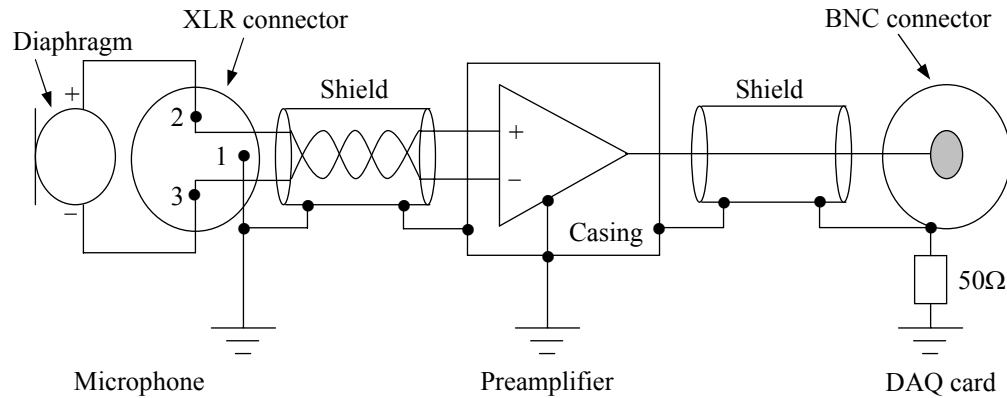 XLR connector
BNC connector
Diaphragm
Shield
Shield
+
2
+
1
−
−
3
Casing
50Ω
Microphone
Preamplifier
DAQ card